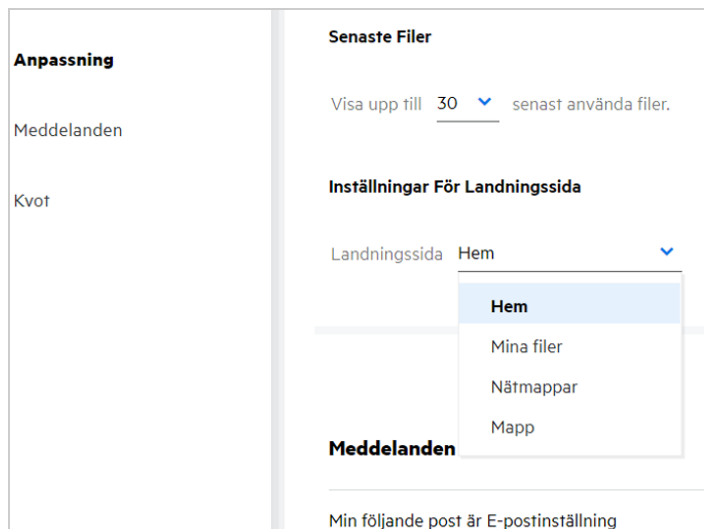 Anpassning
Meddelanden
Kvot
Senaste Filer
Visa upp till 30 senast använda filer.
Inställningar För Landningssida
Landningssida Hem
Hem
Mina filer
Nätmappar
Mapp
Meddelanden
Min följande post är E-postinställning